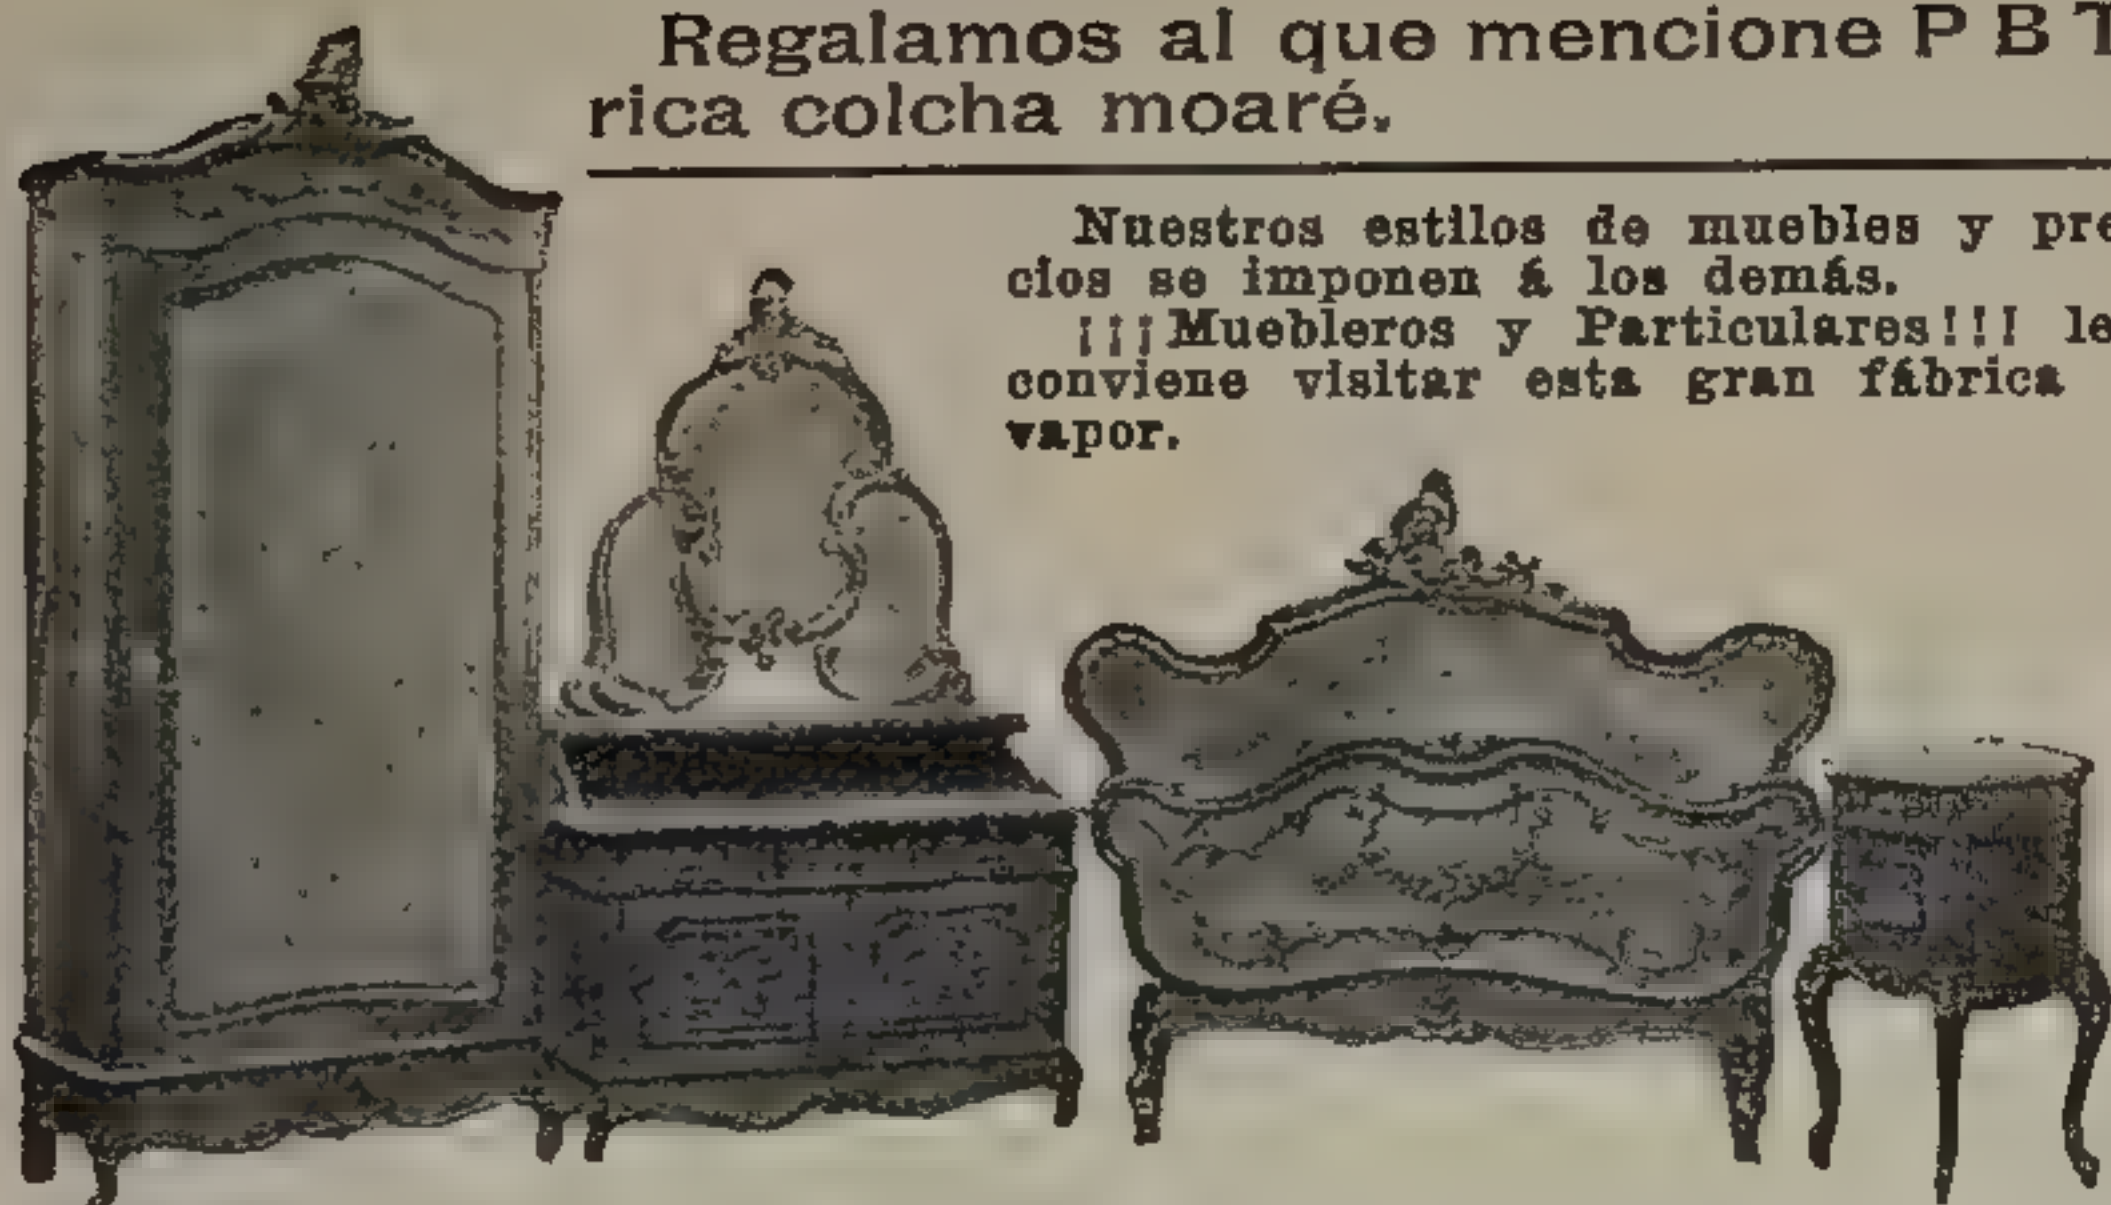 Regalamos al que mencione P B T
rica colcha moaré.
Nuestros estilos de muebles y pre
cios se imponen á los demás.
¡¡¡Muebleros y Particulares!!! le
conviene visitar esta gran fábrica
vapor.